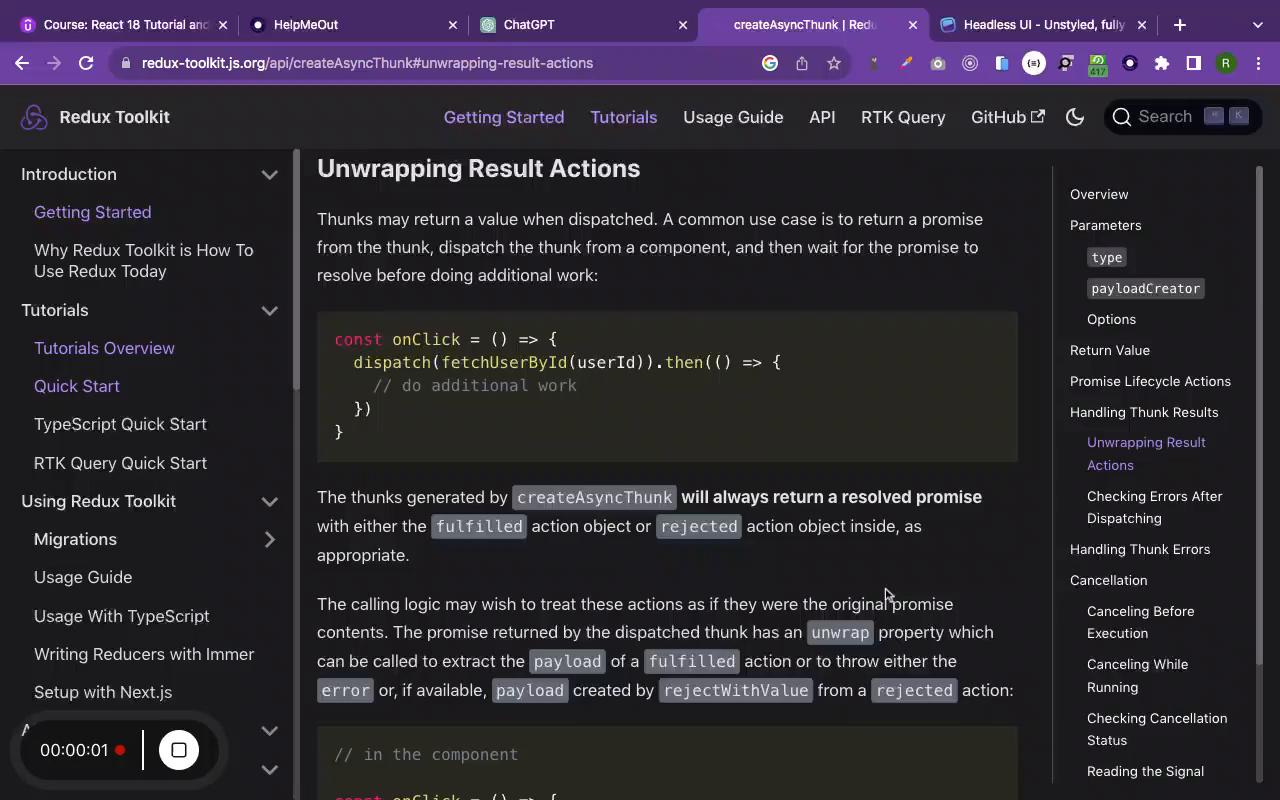 Course: React 18 Tutorial and
HelpMeOut
ChatGPT
createAsyncThunk | Redu
Headless UI - Unstyled, fully
redux-toolkit.js.org/api/createAsyncThunk#unwrapping-result-actions
417
R
Redux Toolkit
Getting Started
Tutorials
Usage Guide
API
RTK Query
GitHub
Search
K
Introduction
Getting Started
Why Redux Toolkit is How To
Use Redux Today
Tutorials
Tutorials Overview
Quick Start
TypeScript Quick Start
RTK Query Quick Start
Using Redux Toolkit
Migrations
Usage Guide
Usage With TypeScript
Writing Reducers with Immer
Setup with Next.js
00:00:01
Unwrapping Result Actions
Thunks may return a value when dispatched. A common use case is to return a promise
from the thunk, dispatch the thunk from a component, and then wait for the promise to
resolve before doing additional work:
const onClick = () => {
dispatch(fetchUserById(userId)).then(() => {
// do additional work
})
}
The thunks generated by createAsyncThunk will always return a resolved promise
with either the fulfilled action object or rejected action object inside, as
appropriate.
The calling logic may wish to treat these actions as if they were the original promise
contents. The promise returned by the dispatched thunk has an unwrap property which
can be called to extract the payload of a fulfilled action or to throw either the
error or, if available, payload created by rejectWithValue from a rejected action:
// in the component
const onClick = () => {
Overview
Parameters
type
payloadCreator
Options
Return Value
Promise Lifecycle Actions
Handling Thunk Results
Unwrapping Result
Actions
Checking Errors After
Dispatching
Handling Thunk Errors
Cancellation
Canceling Before
Execution
Canceling While
Running
Checking Cancellation
Status
Reading the Signal